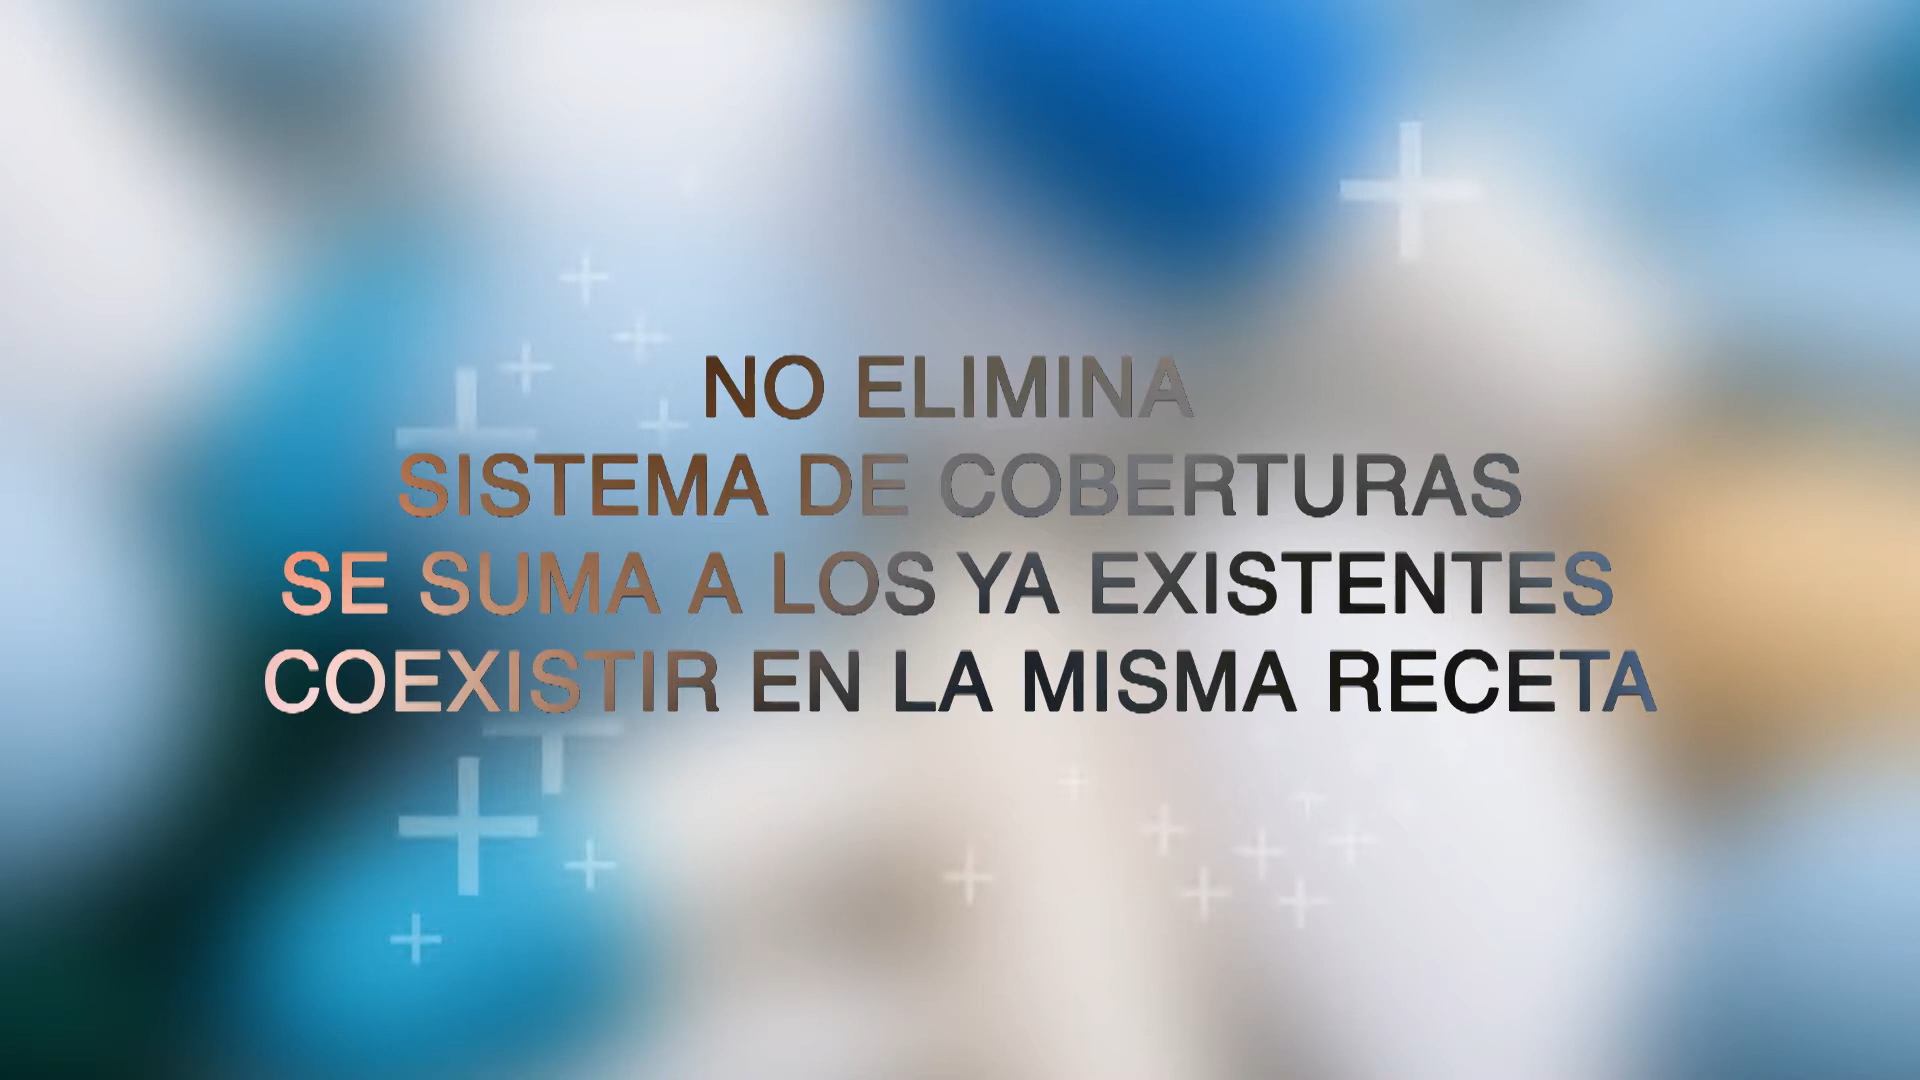 NO ELIMINA
SISTEMA DE COBERTURAS
SE SUMA A LOS YA EXISTENTES
COEXISTIR EN LA MISMA RECETA